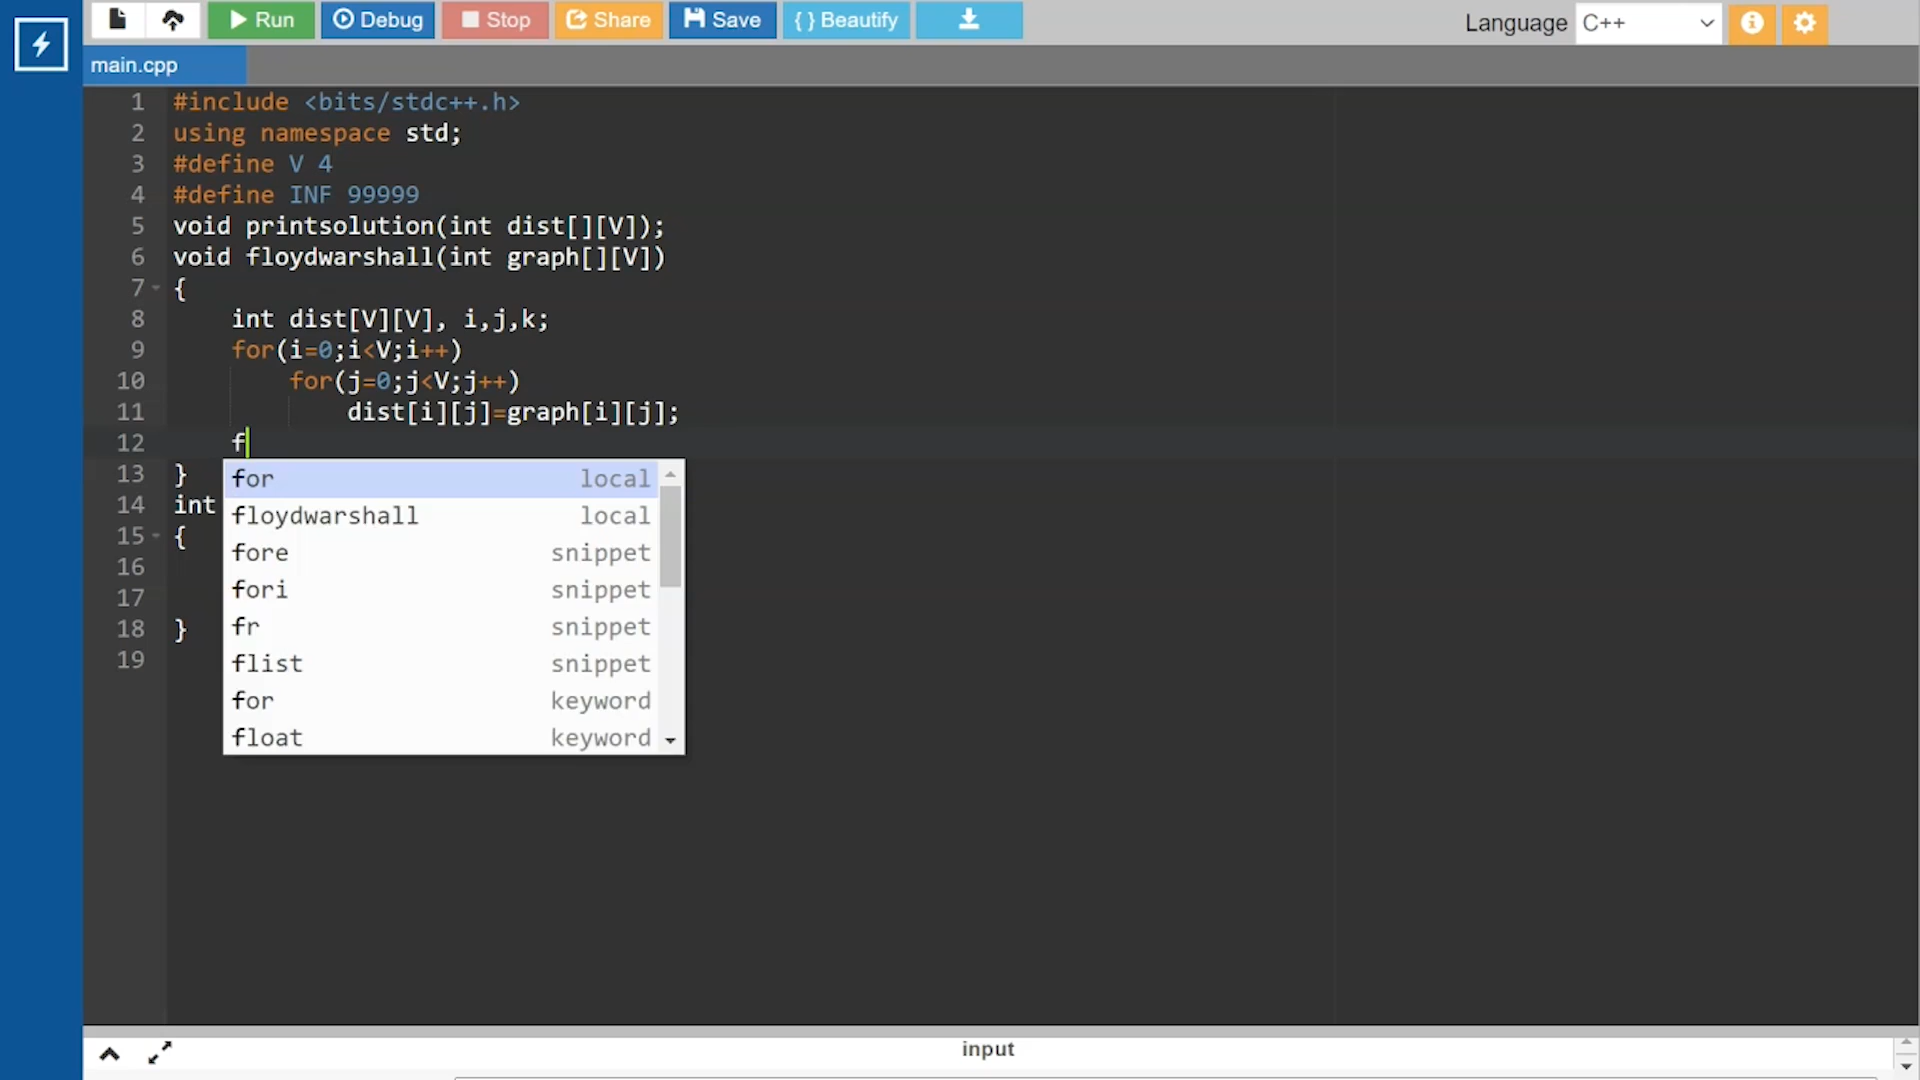 Run Debug Stop Share Save { } Beautify Language C++
main.cpp
1 #include <bits/stdc++.h>
2 using namespace std;
3 #define V 4
4 #define INF 99999
5 void printsolution(int dist[][V]);
6 void floydwarshall(int graph[][V])
7 {
8 int dist[V][V], i,j,k;
9 for(i=0;i<V;i++)
10 for(j=0;j<V;j++)
11 dist[i][j]=graph[i][j];
12 f
13 }
14 int
15 {
16
17
18 }
19
for local
floydwarshall local
fore snippet
fori snippet
fr snippet
flist snippet
for keyword
float keyword
input